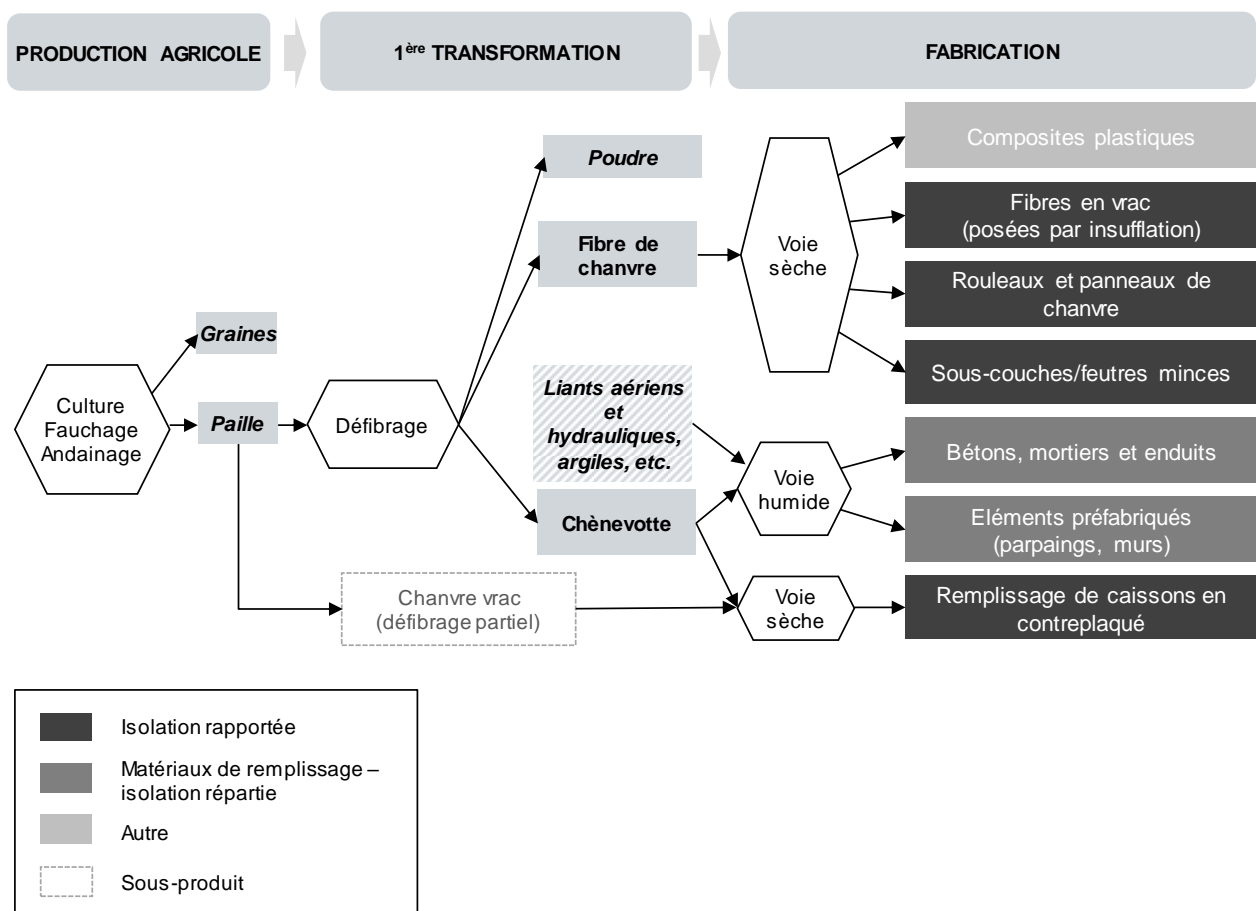 PRODUCTION AGRICOLE
1ère TRANSFORMATION
FABRICATION
Culture
Fauchage
Andainage
Graines
Paille
Défibrage
Poudre
Fibre de
chanvre
Liants aériens
et
hydrauliques,
argiles, etc.
Chènevotte
Chanvre vrac
(défibrage partiel)
Voie
sèche
Voie
humide
Voie
sèche
Composites plastiques
Fibres en vrac
(posées par insufflation)
Rouleaux et panneaux de
chanvre
Sous-couches/feutres minces
Bétons, mortiers et enduits
Eléments préfabriqués
(parpaings, murs)
Remplissage de caissons en
contreplaqué
Isolation rapportée
Matériaux de remplissage –
isolation répartie
Autre
Sous-produit